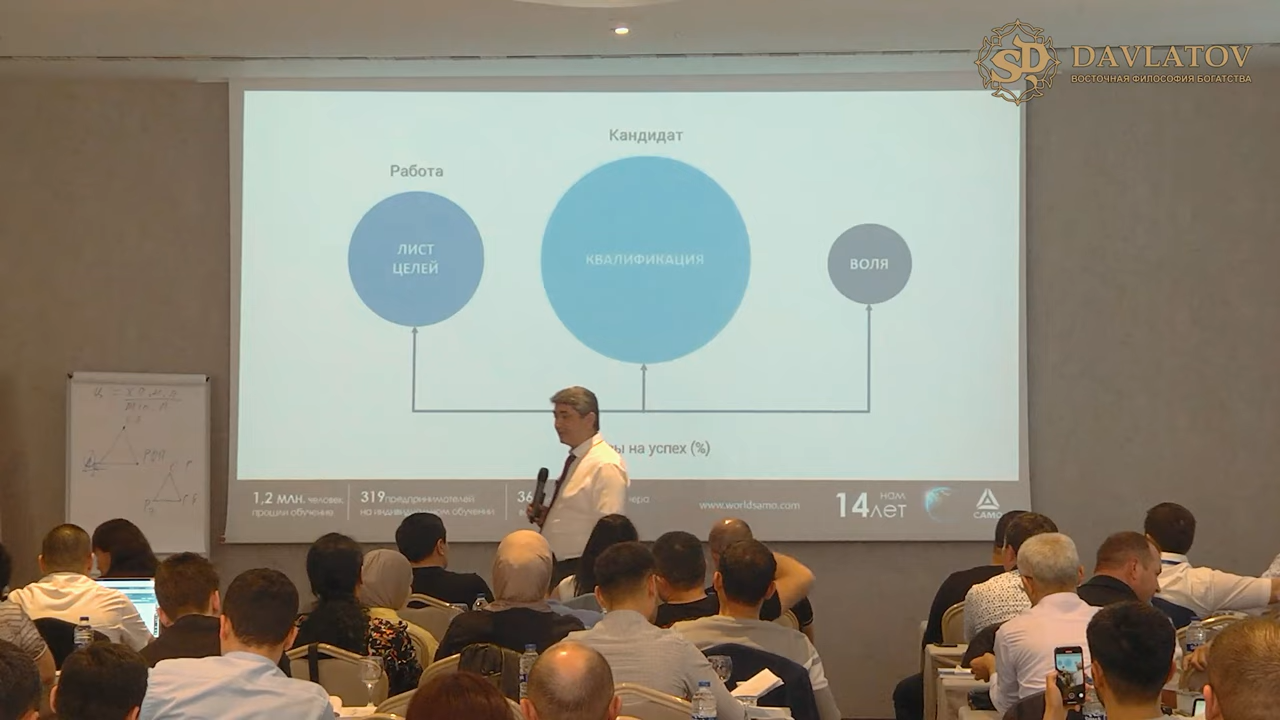 DAVLATOV
ВОСТОЧНАЯ ФИЛОСОФИЯ БОГАТСТВА
Кандидат
Работа
ЛИСТ
ЦЕЛЕЙ
КВАЛИФИКАЦИЯ
ВОЛЯ
на успех (%)
1,2 МЛН. человек
прошли обучение
319 предпринимателей
на индивидуальном обучении
www.worldsamo.com
14 нам
лет
САМО